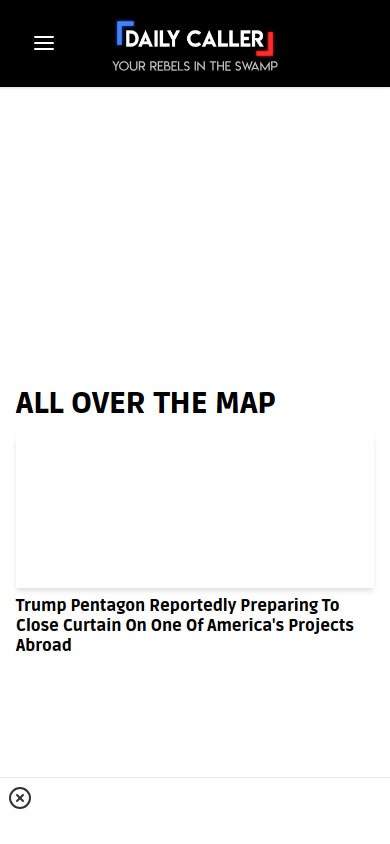 DAILY CALLER
YOUR REBELS IN THE SWAMP
ALL OVER THE MAP
Trump Pentagon Reportedly Preparing To
Close Curtain On One Of America's Projects
Abroad